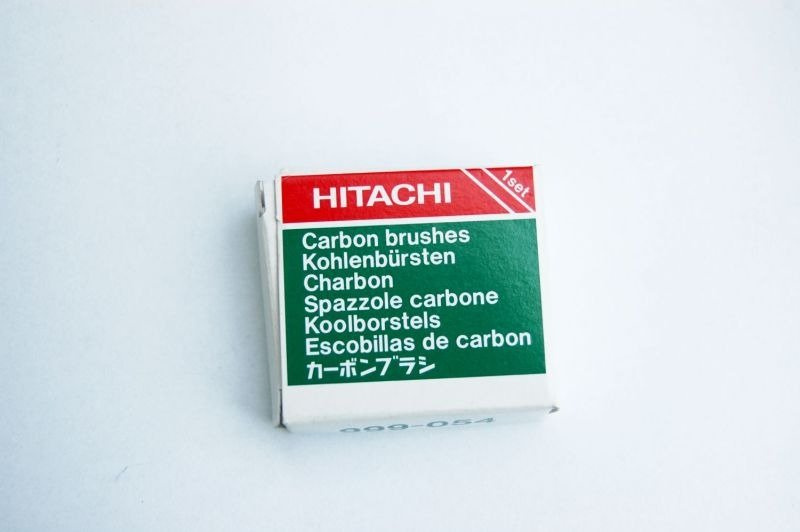 HITACHI
1set
Carbon brushes
Kohlenbürsten
Charbon
Spazzole carbone
Koolborstels
Escobillas de carbon
カーボンブラシ
999-054